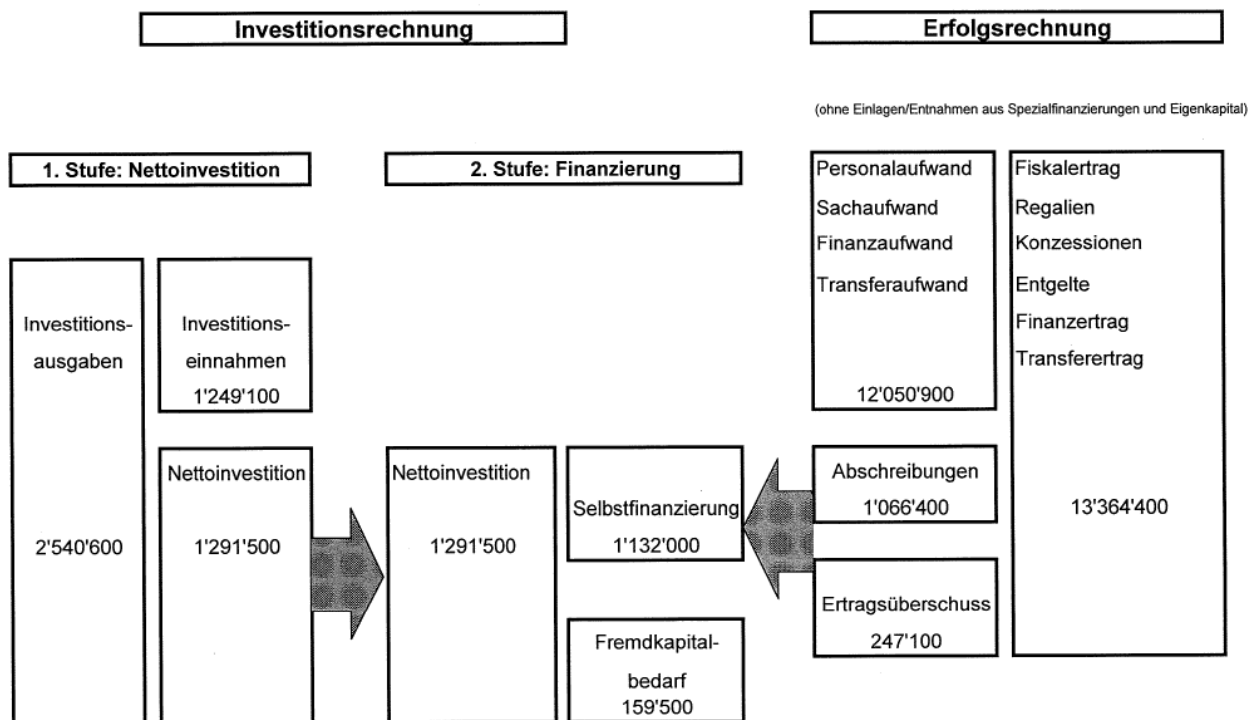 Investitionsrechnung
Erfolgsrechnung
(ohne Einlagen/Entnahmen aus Spezialfinanzierungen und Eigenkapital)
1. Stufe: Nettoinvestition
2. Stufe: Finanzierung
Investitions-
ausgaben
2'540'600
Investitions-
einnahmen
1'249'100
Nettoinvestition
1'291'500
Nettoinvestition
1'291'500
Selbstfinanzierung
1'132'000
Fremdkapital-
bedarf
159'500
Personalaufwand
Sachaufwand
Finanzaufwand
Transferaufwand
12'050'900
Abschreibungen
1'066'400
Ertragsüberschuss
247'100
Fiskalertrag
Regalien
Konzessionen
Entgelte
Finanzertrag
Transferertrag
13'364'400